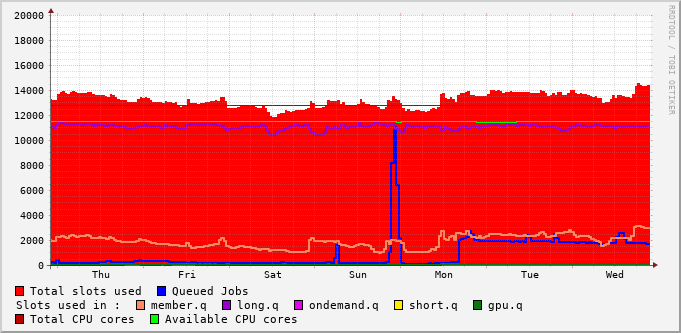 20000
18000
16000
14000
12000
10000
8000
6000
4000
2000
0
Thu Fri Sat Sun Mon Tue Wed
RRDTOOL / TOBI OETIKER
Total slots used Queued Jobs
Slots used in : member.q long.q ondemand.q short.q gpu.q
Total CPU cores Available CPU cores